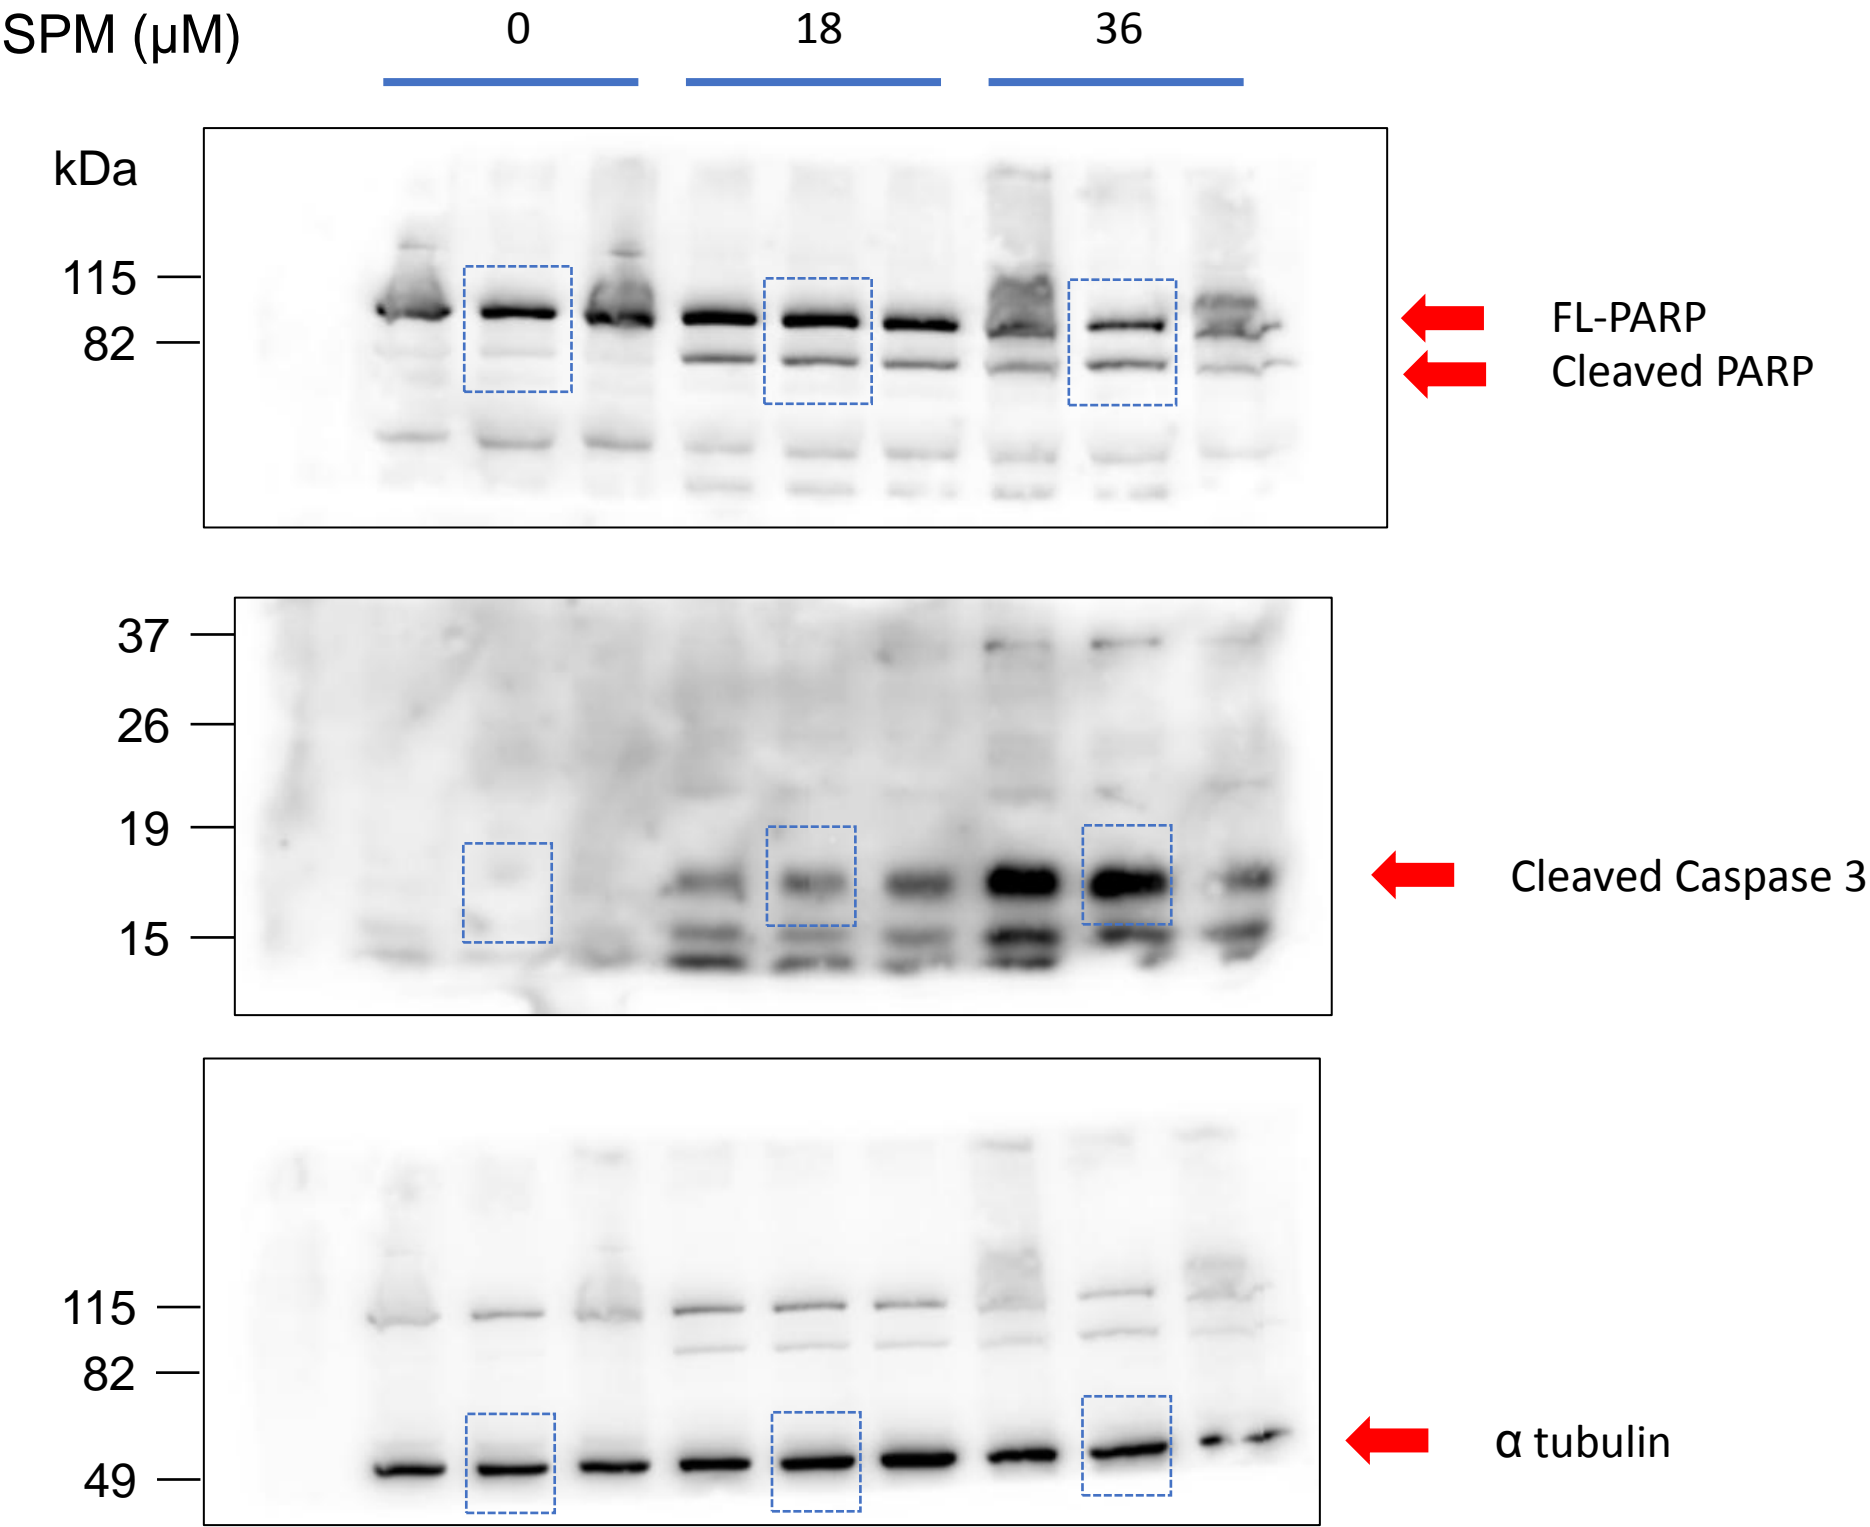 SPM (μM) 0 18 36
kDa
115
82
FL-PARP
Cleaved PARP
37
26
19
15
Cleaved Caspase 3
115
82
49
α tubulin